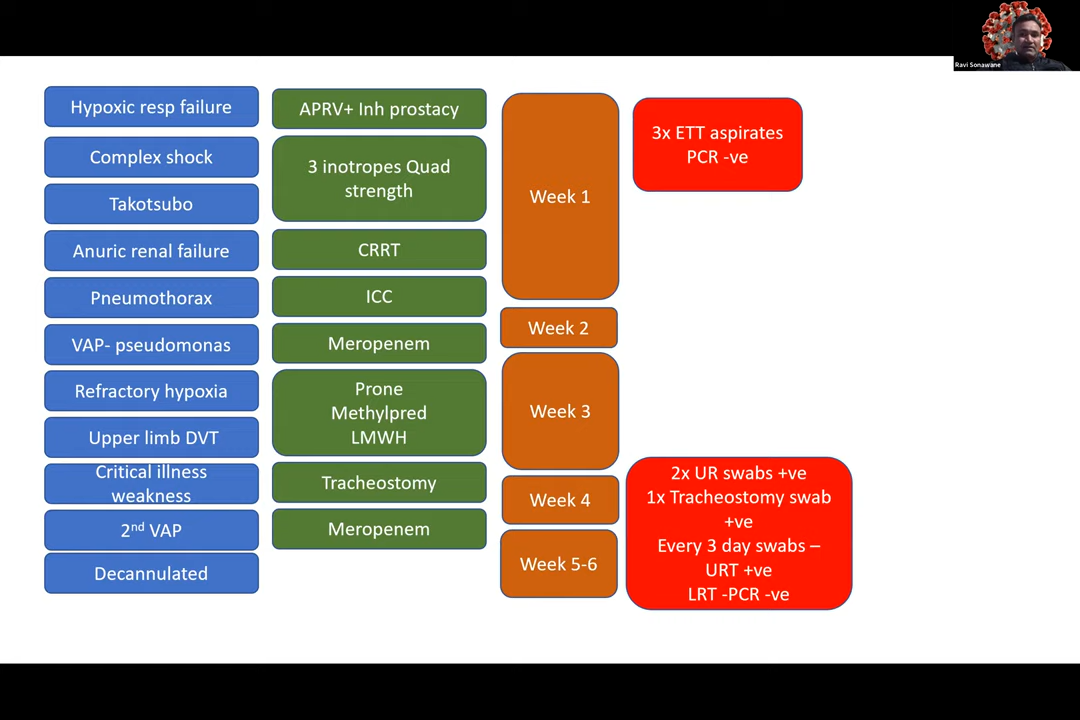 Ravi Sonawane
Hypoxic resp failure
Complex shock
Takotsubo
Anuric renal failure
Pneumothorax
VAP- pseudomonas
Refractory hypoxia
Upper limb DVT
Critical illness
weakness
2nd VAP
Decannulated
APRV+ Inh prostacy
3 inotropes Quad
strength
CRRT
ICC
Meropenem
Prone
Methylpred
LMWH
Tracheostomy
Meropenem
Week 1
Week 2
Week 3
Week 4
Week 5-6
3x ETT aspirates
PCR -ve
2x UR swabs +ve
1x Tracheostomy swab
+ve
Every 3 day swabs –
URT +ve
LRT -PCR -ve